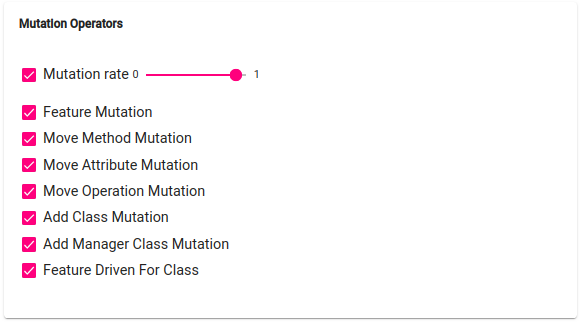 Mutation Operators
Mutation rate 0 1
Feature Mutation
Move Method Mutation
Move Attribute Mutation
Move Operation Mutation
Add Class Mutation
Add Manager Class Mutation
Feature Driven For Class